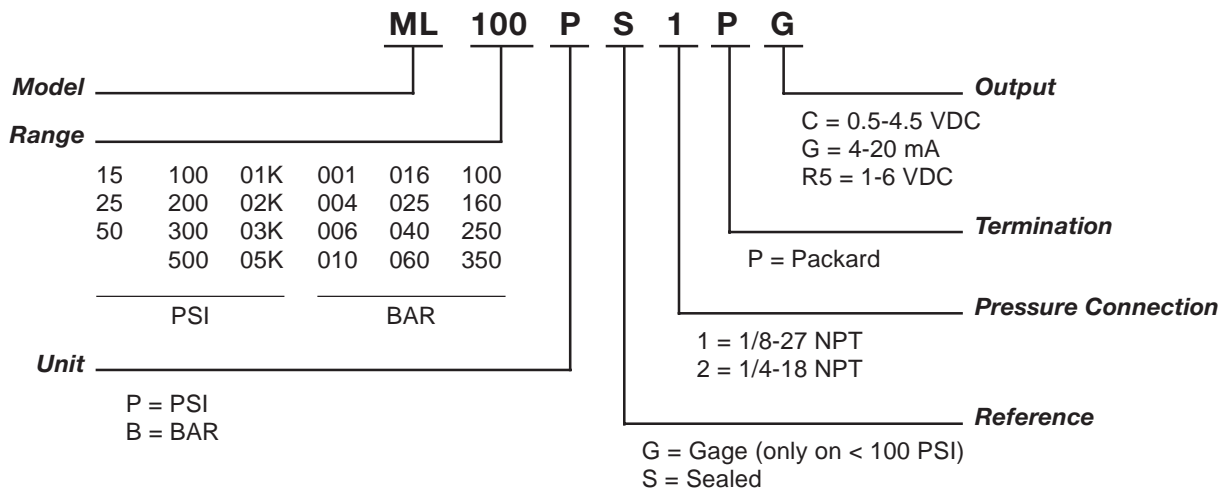 ML 100 P S 1 P G
Model
Output
C = 0.5-4.5 VDC
G = 4-20 mA
R5 = 1-6 VDC
Range
15 100 01K 001 016 100
25 200 02K 004 025 160
50 300 03K 006 040 250
500 05K 010 060 350
PSI BAR
Termination
P = Packard
Pressure Connection
1 = 1/8-27 NPT
2 = 1/4-18 NPT
Unit
P = PSI
B = BAR
Reference
G = Gage (only on < 100 PSI)
S = Sealed